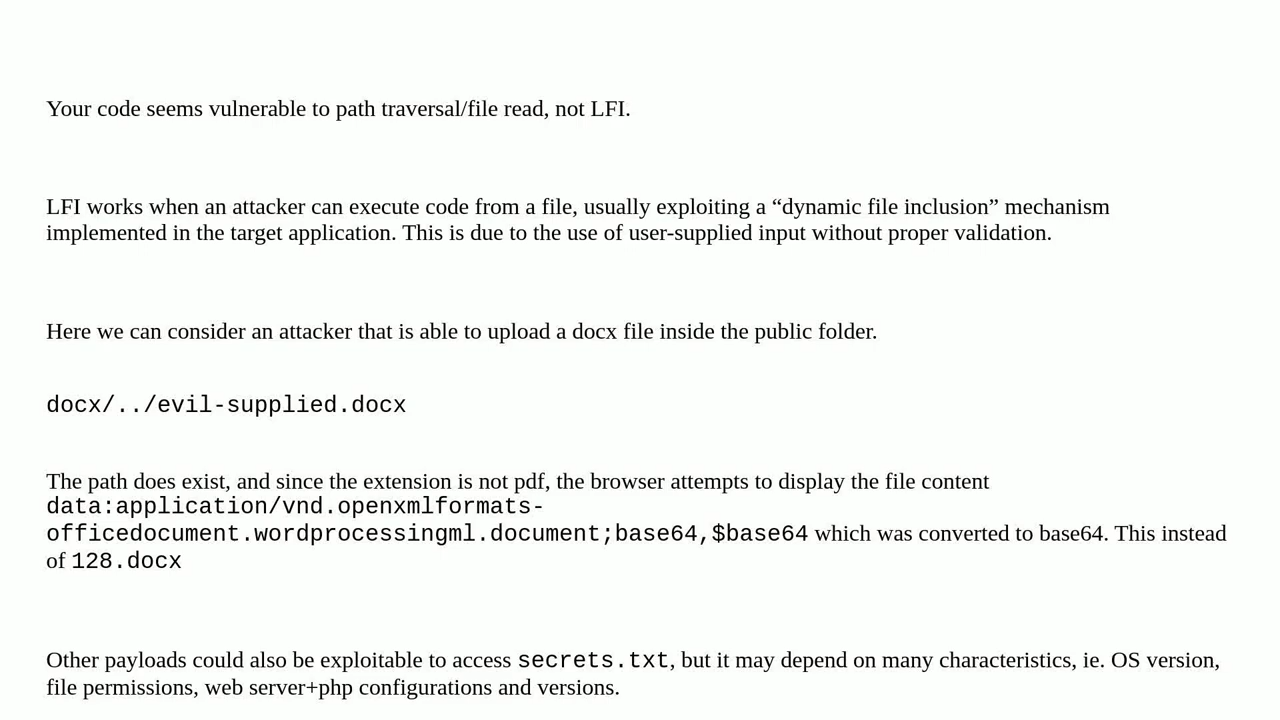 Your code seems vulnerable to path traversal/file read, not LFI.
LFI works when an attacker can execute code from a file, usually exploiting a “dynamic file inclusion” mechanism
implemented in the target application. This is due to the use of user-supplied input without proper validation.
Here we can consider an attacker that is able to upload a docx file inside the public folder.
docx/../evil-supplied.docx
The path does exist, and since the extension is not pdf, the browser attempts to display the file content
data:application/vnd.openxmlformats-
officedocument.wordprocessingml.document;base64,$base64 which was converted to base64. This instead
of 128.docx
Other payloads could also be exploitable to access secrets.txt, but it may depend on many characteristics, ie. OS version,
file permissions, web server+php configurations and versions.